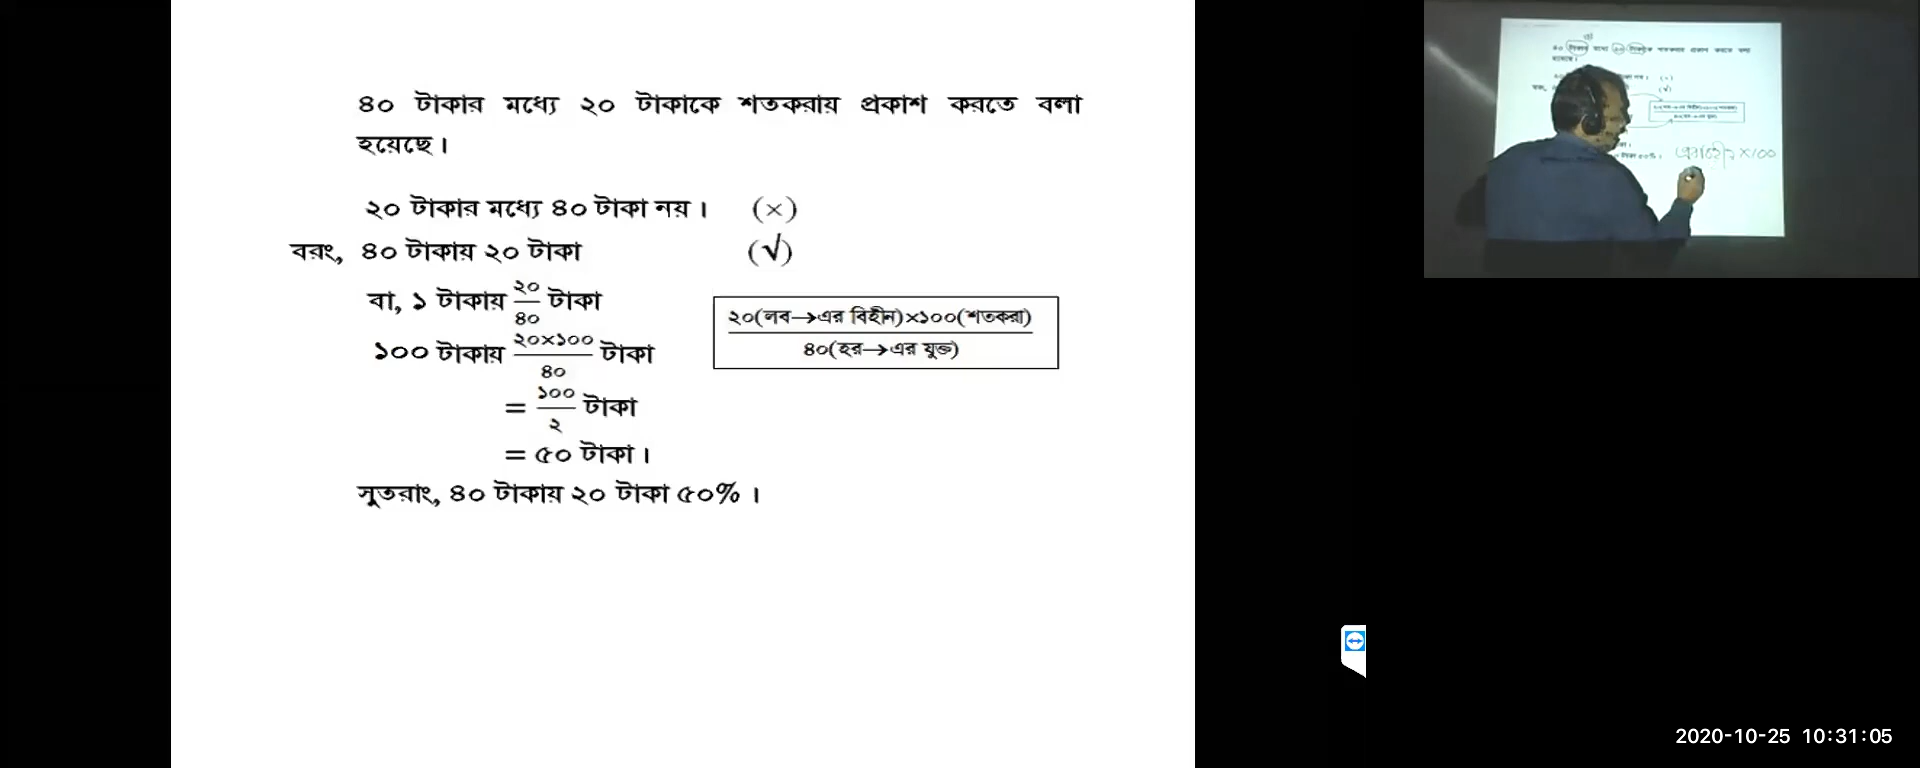 ৪০ টাকার মধ্যে ২০ টাকাকে শতকরায় প্রকাশ করতে বলা
হয়েছে।
২০ টাকার মধ্যে ৪০ টাকা নয়। (×)
বরং, ৪০ টাকায় ২০ টাকা (√)
বা, ১ টাকায় ২০/৪০ টাকা
১০০ টাকায় ২০×১০০/৪০ টাকা
২০(লব→এর বিহীন)×১০০(শতকরা)
৪০(হর→এর যুক্ত)
= ১০০/২ টাকা
= ৫০ টাকা।
সুতরাং, ৪০ টাকায় ২০ টাকা ৫০%।
2020-10-25 10:31:05